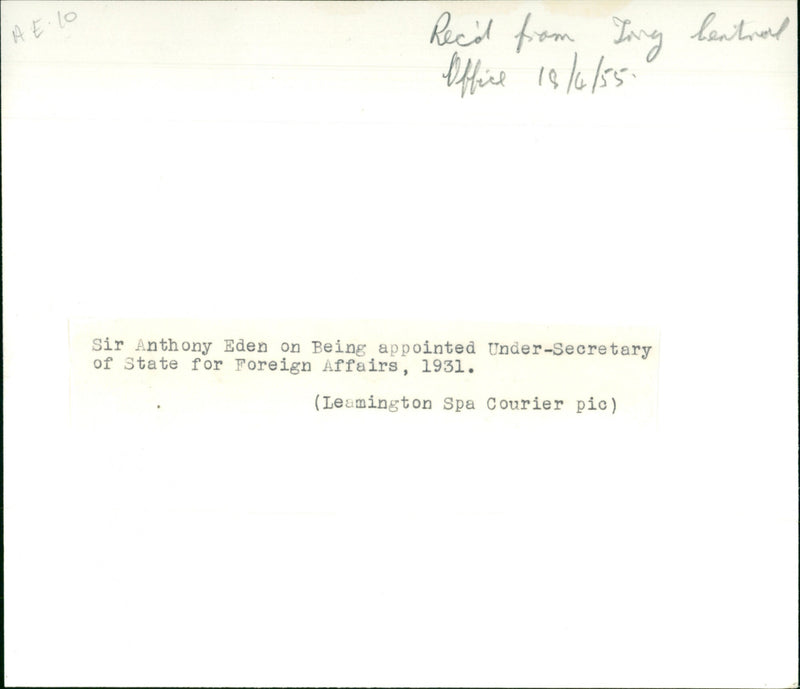 AE.10
Rec'd from Tory Central
Office 18/4/55.
Sir Anthony Eden on Being appointed Under-Secretary
of State for Foreign Affairs, 1931.
(Leamington Spa Courier pic)